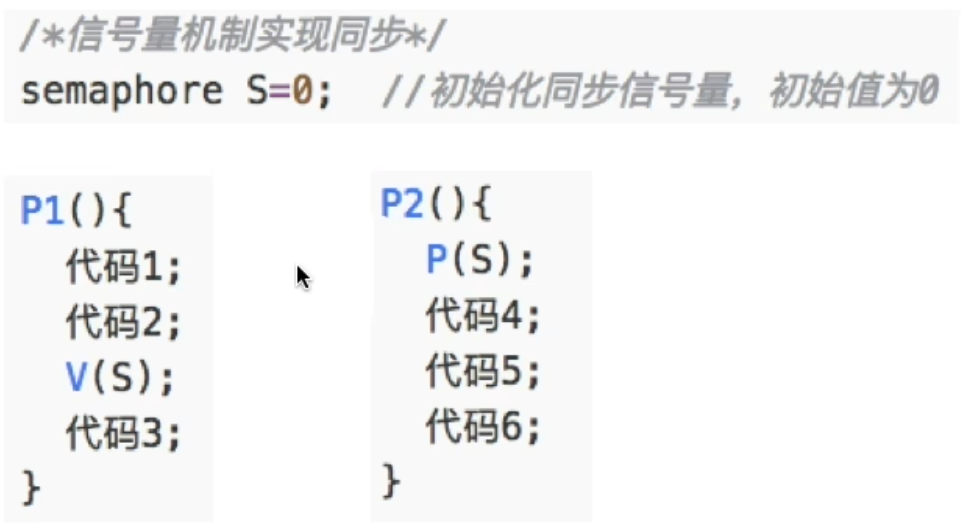 /*信号量机制实现同步*/
semaphore S=0;  //初始化同步信号量，初始值为0
P1(){
代码1;
代码2;
V(S);
代码3;
}
P2(){
P(S);
代码4;
代码5;
代码6;
}